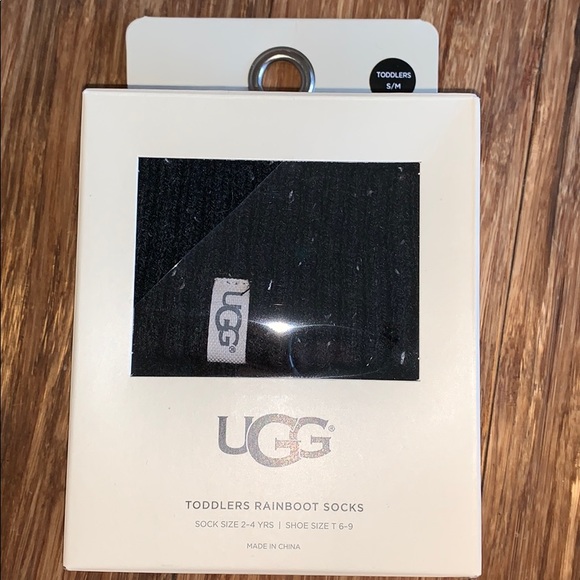 TODDLERS
S/M
UGG®
UGG®
TODDLERS RAINBOOT SOCKS
SOCK SIZE 2-4 YRS | SHOE SIZE T 6-9
MADE IN CHINA